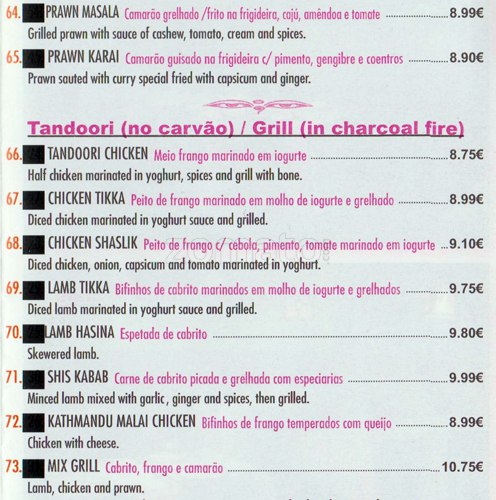 64. PRAWN MASALA Camarão grelhado /frito na frigideira, cajú, amêndoa e tomate 8.99€
Grilled prawn with sauce of cashew, tomato, cream and spices.
65. PRAWN KARAI Camarão guisado na frigideira c/ pimento, gengibre e coentros 8.90€
Prawn sauted with curry special fried with capsicum and ginger.
Tandoori (no carvão) / Grill (in charcoal fire)
66. TANDOORI CHICKEN Meio frango marinado em iogurte 8.75€
Half chicken marinated in yoghurt, spices and grill with bone.
67. CHICKEN TIKKA Peito de frango marinado em molho de iogurte e grelhado 8.99€
Diced chicken marinated in yoghurt sauce and grilled.
68. CHICKEN SHASLIK Peito de frango c/ cebola, pimento, tomate marinado em iogurte 9.10€
Diced chicken, onion, capsicum and tomato marinated in yoghurt.
69. LAMB TIKKA Bifinhos de cabrito marinados em molho de iogurte e grelhados 9.75€
Diced lamb marinated in yoghurt sauce and grilled.
70. LAMB HASINA Espetada de cabrito 9.80€
Skewered lamb.
71. SHIS KABAB Carne de cabrito picada e grelhada com especiarias 9.99€
Minced lamb mixed with garlic , ginger and spices, then grilled.
72. KATHMANDU MALAI CHICKEN Bifinhos de frango temperados com queijo 8.99€
Chicken with cheese.
73. MIX GRILL Cabrito, frango e camarão 10.75€
Lamb, chicken and prawn.